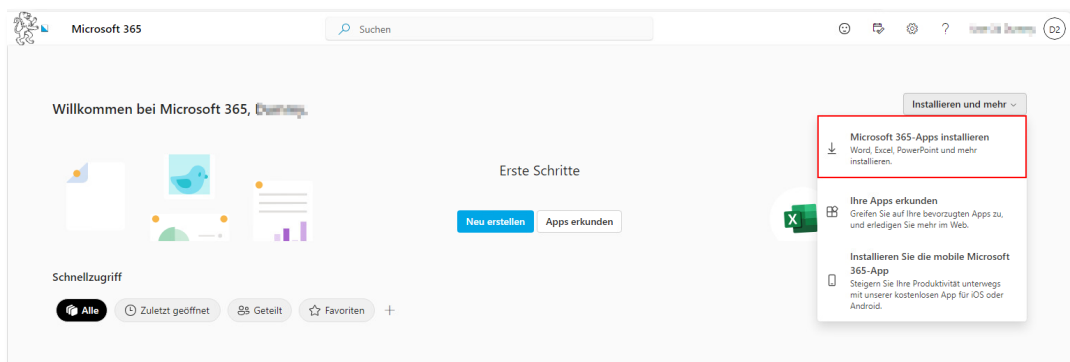 Microsoft 365
Suchen
?
D2
Willkommen bei Microsoft 365,
Installieren und mehr
Microsoft 365-Apps installieren
Word, Excel, PowerPoint und mehr
installieren.
Erste Schritte
Neu erstellen
Apps erkunden
X
Ihre Apps erkunden
Greifen Sie auf Ihre bevorzugten Apps zu,
und erledigen Sie mehr im Web.
Installieren Sie die mobile Microsoft
365-App
Steigern Sie Ihre Produktivität unterwegs
mit unserer kostenlosen App für iOS oder
Android.
Schnellzugriff
Alle
Zuletzt geöffnet
Geteilt
Favoriten
+